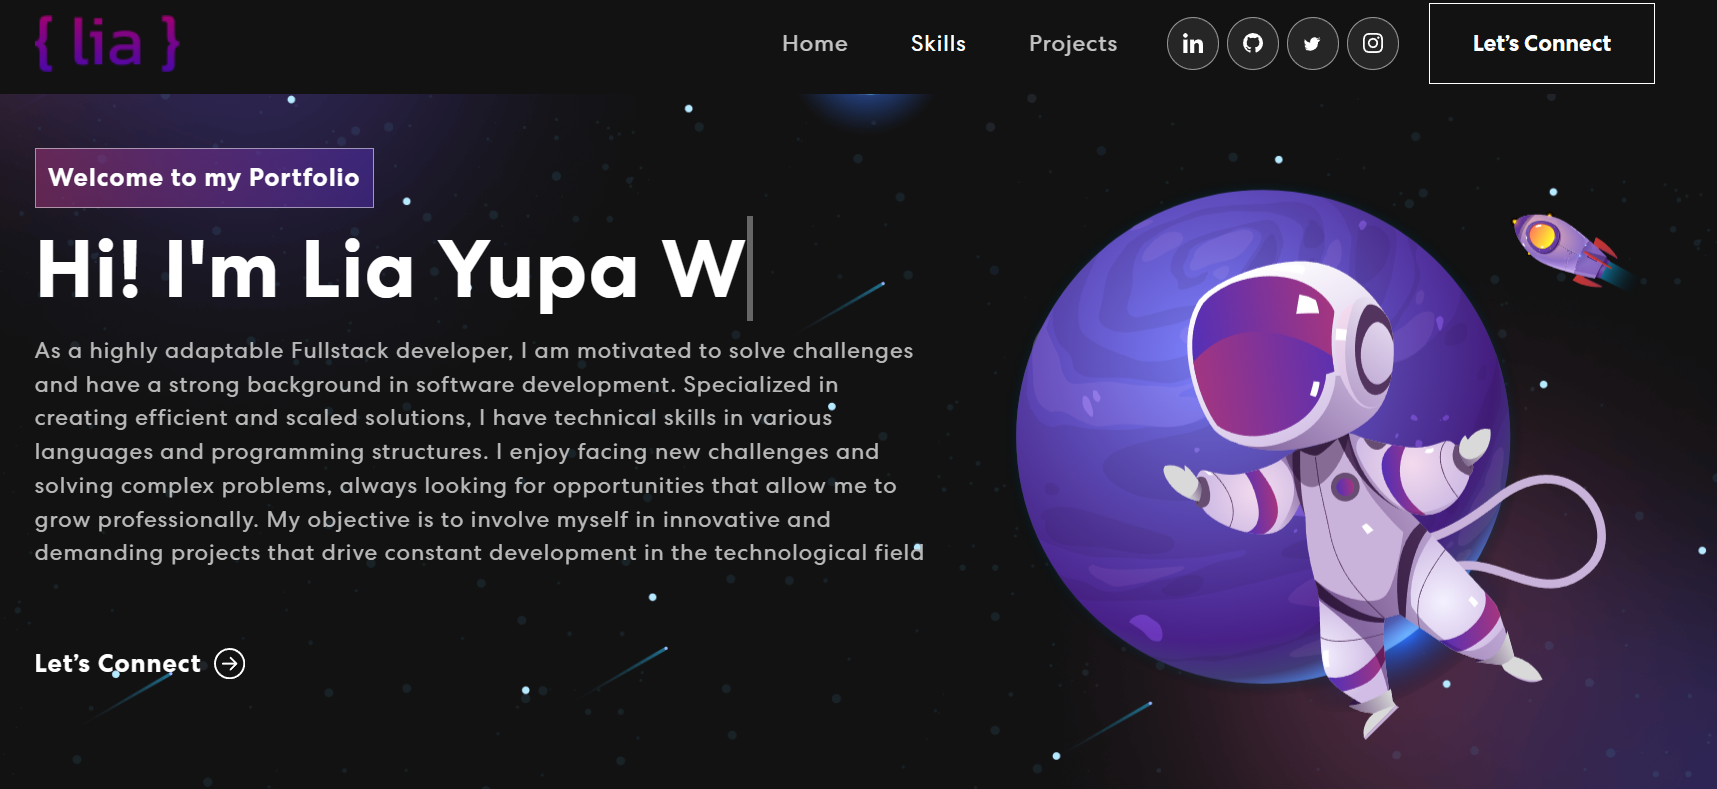 { lia }
Home Skills Projects Let's Connect
Welcome to my Portfolio
Hi! I'm Lia Yupa W
As a highly adaptable Fullstack developer, I am motivated to solve challenges
and have a strong background in software development. Specialized in
creating efficient and scaled solutions, I have technical skills in various
languages and programming structures. I enjoy facing new challenges and
solving complex problems, always looking for opportunities that allow me to
grow professionally. My objective is to involve myself in innovative and
demanding projects that drive constant development in the technological field
Let’s Connect